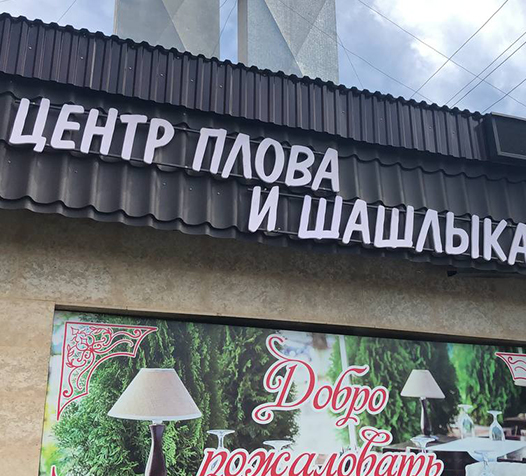 ЦЕНТР ПЛОВА
И ШАШЛЫКА
Добро
пожаловать